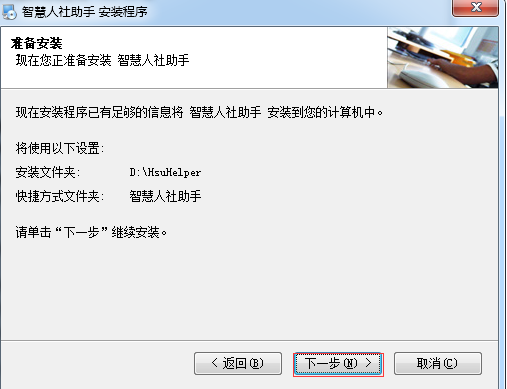 智慧人社助手 安装程序
准备安装
现在您正准备安装 智慧人社助手
现在安装程序已有足够的信息将 智慧人社助手 安装到您的计算机中。
将使用以下设置:
安装文件夹: D:\HsuHelper
快捷方式文件夹: 智慧人社助手
请单击“下一步”继续安装。
< 返回(B) 下一步(N) > 取消(C)